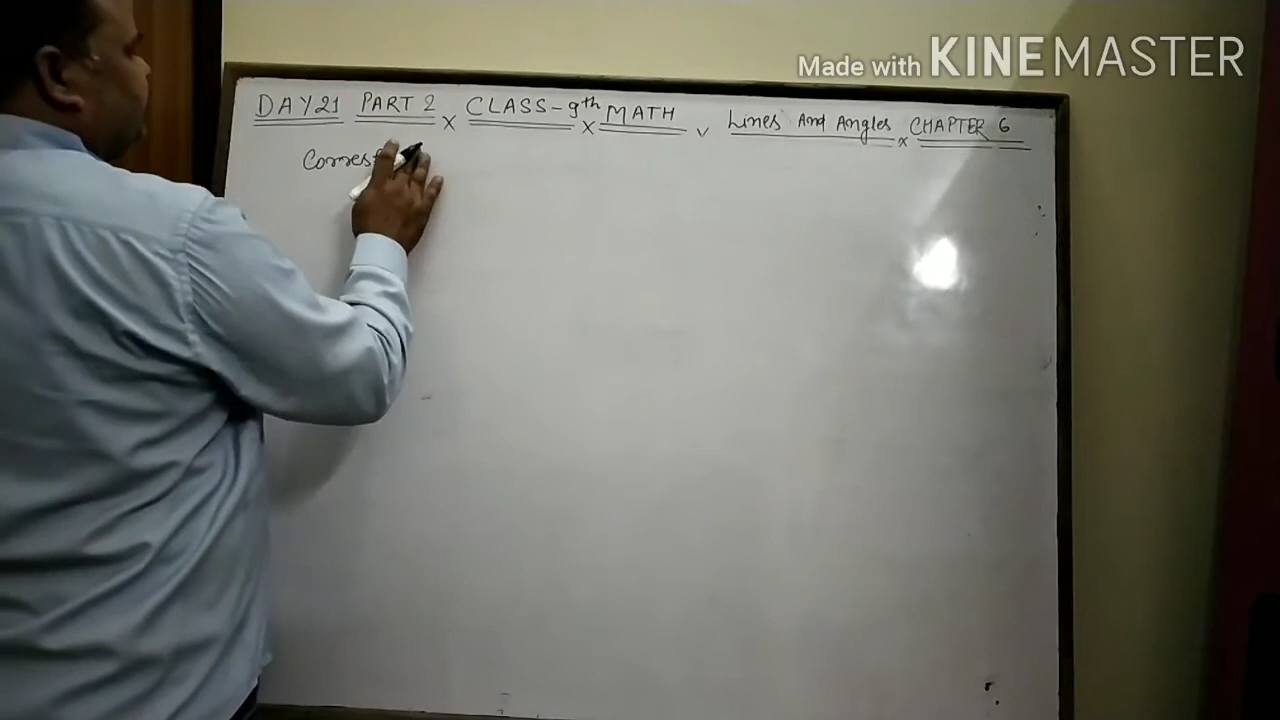 Made with KINEMASTER
DAY 21 PART 2 x CLASS-9th x MATH v Lines And Angles x CHAPTER 6
Corres